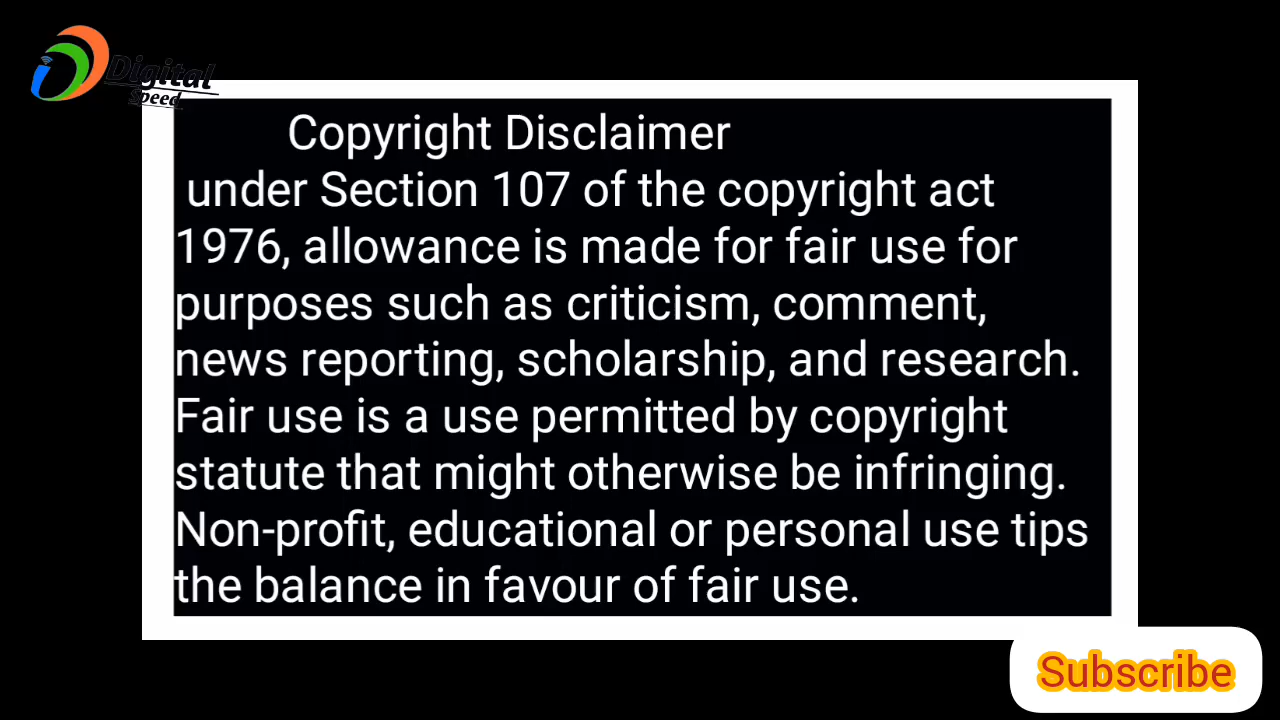 Digital
Speed
Copyright Disclaimer
under Section 107 of the copyright act
1976, allowance is made for fair use for
purposes such as criticism, comment,
news reporting, scholarship, and research.
Fair use is a use permitted by copyright
statute that might otherwise be infringing.
Non-profit, educational or personal use tips
the balance in favour of fair use.
Subscribe